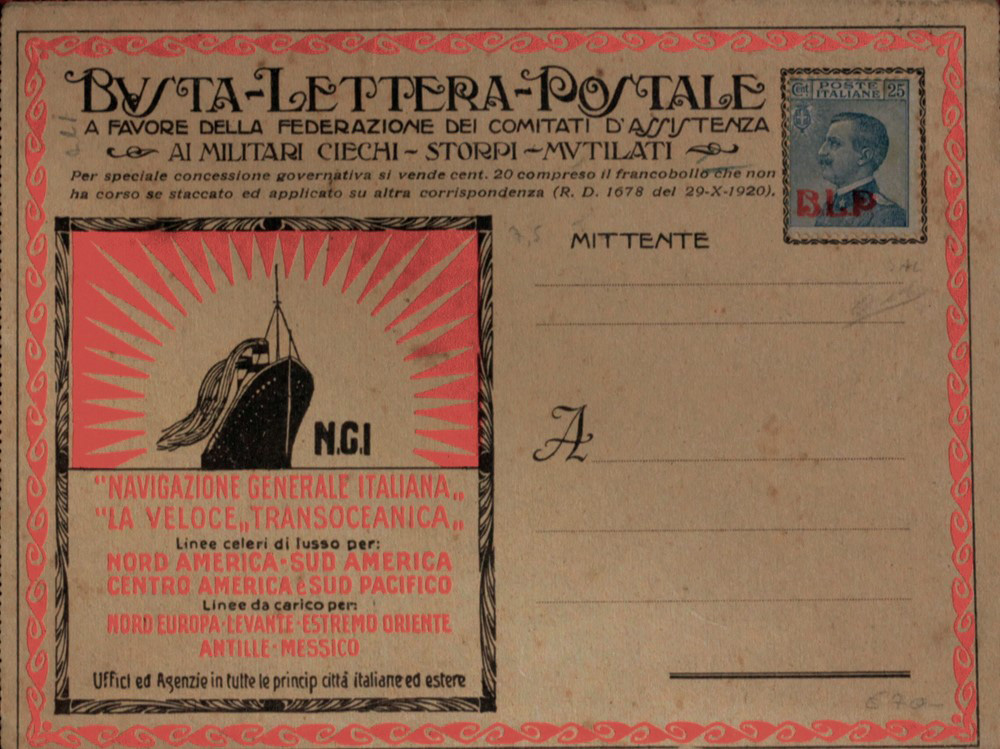 BVSTA-LETTERA-POSTALE
A FAVORE DELLA FEDERAZIONE DEI COMITATI D'ASSISTENZA
AI MILITARI CIECHI ~ STORPI ~ MVTILATI
Per speciale concessione governativa si vende cent. 20 compreso il francobollo che non
ha corso se staccato ed applicato su altra corrispondenza (R. D. 1678 del 29-X-1920).
Cent POSTE ITALIANE 25
B.L.P
MITTENTE
A
N.G.I
"NAVIGAZIONE GENERALE ITALIANA„
"LA VELOCE„ TRANSOCEANICA„
Linee celeri di lusso per:
NORD AMERICA·SUD AMERICA
CENTRO AMERICA e SUD PACIFICO
Linee da carico per:
NORD EUROPA·LEVANTE·ESTREMO ORIENTE
ANTILLE·MESSICO
Uffici ed Agenzie in tutte le princip città italiane ed estere